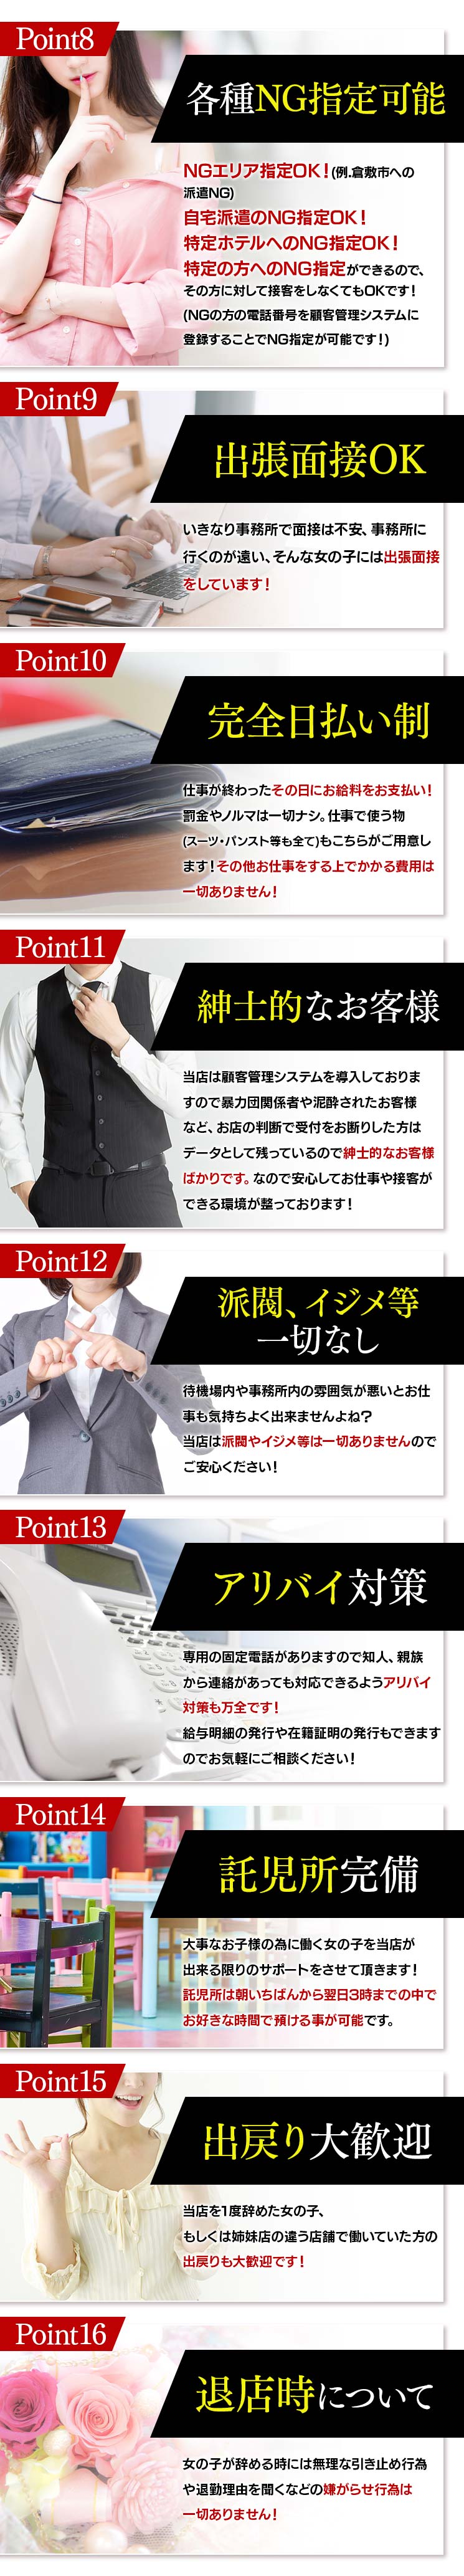 Point8
各種NG指定可能
NGエリア指定OK!(例.倉敷市への
派遣NG)
自宅派遣のNG指定OK!
特定ホテルへのNG指定OK!
特定の方へのNG指定ができるので、
その方に対して接客をしなくてもOKです!
(NGの方の電話番号を顧客管理システムに
登録することでNG指定が可能です!)
Point9
出張面接OK
いきなり事務所で面接は不安、事務所に
行くのが遠い、そんな女の子には出張面接
をしています!
Point10
完全日払い制
仕事が終わったその日にお給料をお支払い!
罰金やノルマは一切ナシ。仕事で使う物
(スーツ・パンスト等も全て)もこちらがご用意し
ます!その他お仕事をする上でかかる費用は
一切ありません!
Point11
紳士的なお客様
当店は顧客管理システムを導入しておりま
すので暴力団関係者や泥酔されたお客様
など、お店の判断で受付をお断りした方は
データとして残っているので紳士的なお客様
ばかりです。なので安心してお仕事や接客が
できる環境が整っております!
Point12
派閥、イジメ等
一切なし
待機場内や事務所内の雰囲気が悪いとお仕
事も気持ちよく出来ませんよね?
当店は派閥やイジメ等は一切ありませんので
ご安心ください!
Point13
アリバイ対策
専用の固定電話がありますので知人、親族
から連絡があっても対応できるようアリバイ
対策も万全です!
給与明細の発行や在籍証明の発行もできます
のでお気軽にご相談ください!
Point14
託児所完備
大事なお子様の為に働く女の子を当店が
出来る限りのサポートをさせて頂きます!
託児所は朝いちばんから翌日3時までの中で
お好きな時間で預ける事が可能です。
Point15
出戻り大歓迎
当店を1度辞めた女の子、
もしくは姉妹店の違う店舗で働いていた方の
出戻りも大歓迎です!
Point16
退店時について
女の子が辞める時には無理な引き止め行為
や退勤理由を聞くなどの嫌がらせ行為は
一切ありません!